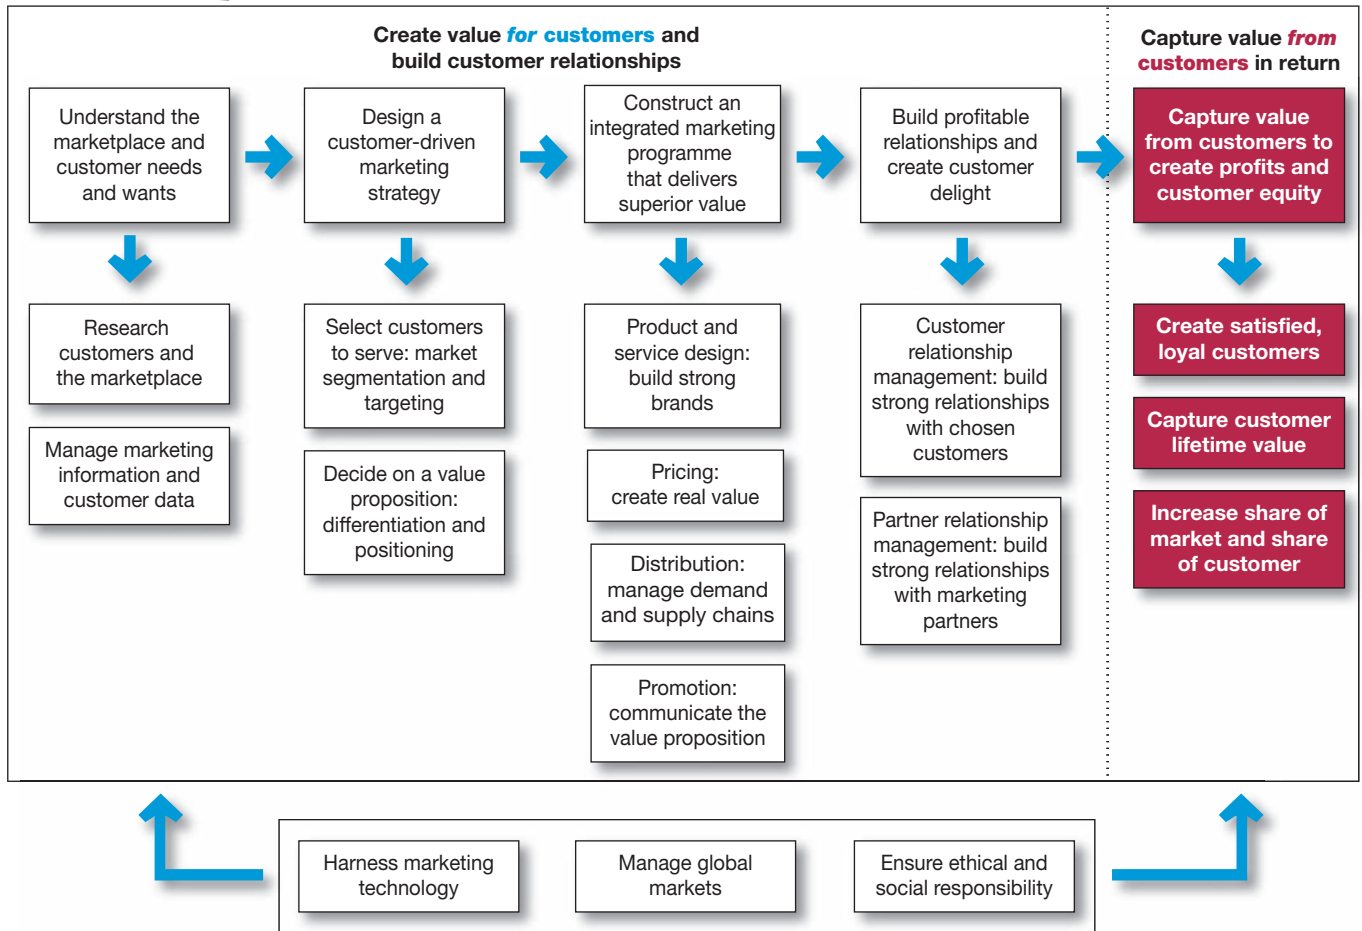 Create value for customers and
build customer relationships
Capture value from
customers in return
Understand the
marketplace and
customer needs
and wants
Design a
customer-driven
marketing
strategy
Construct an
integrated marketing
programme
that delivers
superior value
Build profitable
relationships and
create customer
delight
Capture value
from customers to
create profits and
customer equity
Research
customers and
the marketplace
Manage marketing
information and
customer data
Select customers
to serve: market
segmentation and
targeting
Decide on a value
proposition:
differentiation and
positioning
Product and
service design:
build strong
brands
Pricing:
create real value
Distribution:
manage demand
and supply chains
Promotion:
communicate the
value proposition
Customer
relationship
management: build
strong relationships
with chosen
customers
Partner relationship
management: build
strong relationships
with marketing
partners
Create satisfied,
loyal customers
Capture customer
lifetime value
Increase share of
market and share
of customer
Harness marketing
technology
Manage global
markets
Ensure ethical and
social responsibility